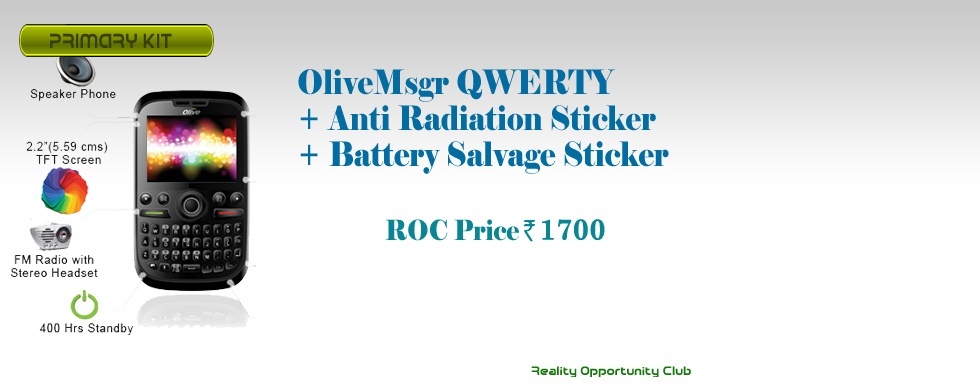 PRIMARY KIT
Speaker Phone
2.2"(5.59 cms)
TFT Screen
FM Radio with
Stereo Headset
400 Hrs Standby
Olive
OliveMsgr QWERTY
+ Anti Radiation Sticker
+ Battery Salvage Sticker
ROC Price ₹ 1700
Reality Opportunity Club